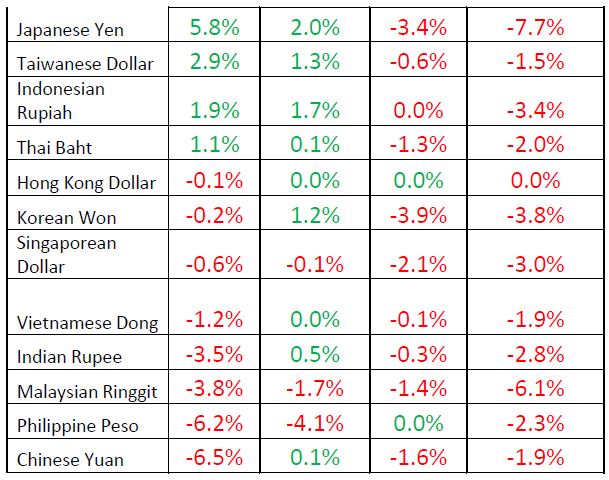 Japanese Yen 5.8% 2.0% -3.4% -7.7%
Taiwanese Dollar 2.9% 1.3% -0.6% -1.5%
Indonesian
Rupiah 1.9% 1.7% 0.0% -3.4%
Thai Baht 1.1% 0.1% -1.3% -2.0%
Hong Kong Dollar -0.1% 0.0% 0.0% 0.0%
Korean Won -0.2% 1.2% -3.9% -3.8%
Singaporean
Dollar -0.6% -0.1% -2.1% -3.0%
Vietnamese Dong -1.2% 0.0% -0.1% -1.9%
Indian Rupee -3.5% 0.5% -0.3% -2.8%
Malaysian Ringgit -3.8% -1.7% -1.4% -6.1%
Philippine Peso -6.2% -4.1% 0.0% -2.3%
Chinese Yuan -6.5% 0.1% -1.6% -1.9%